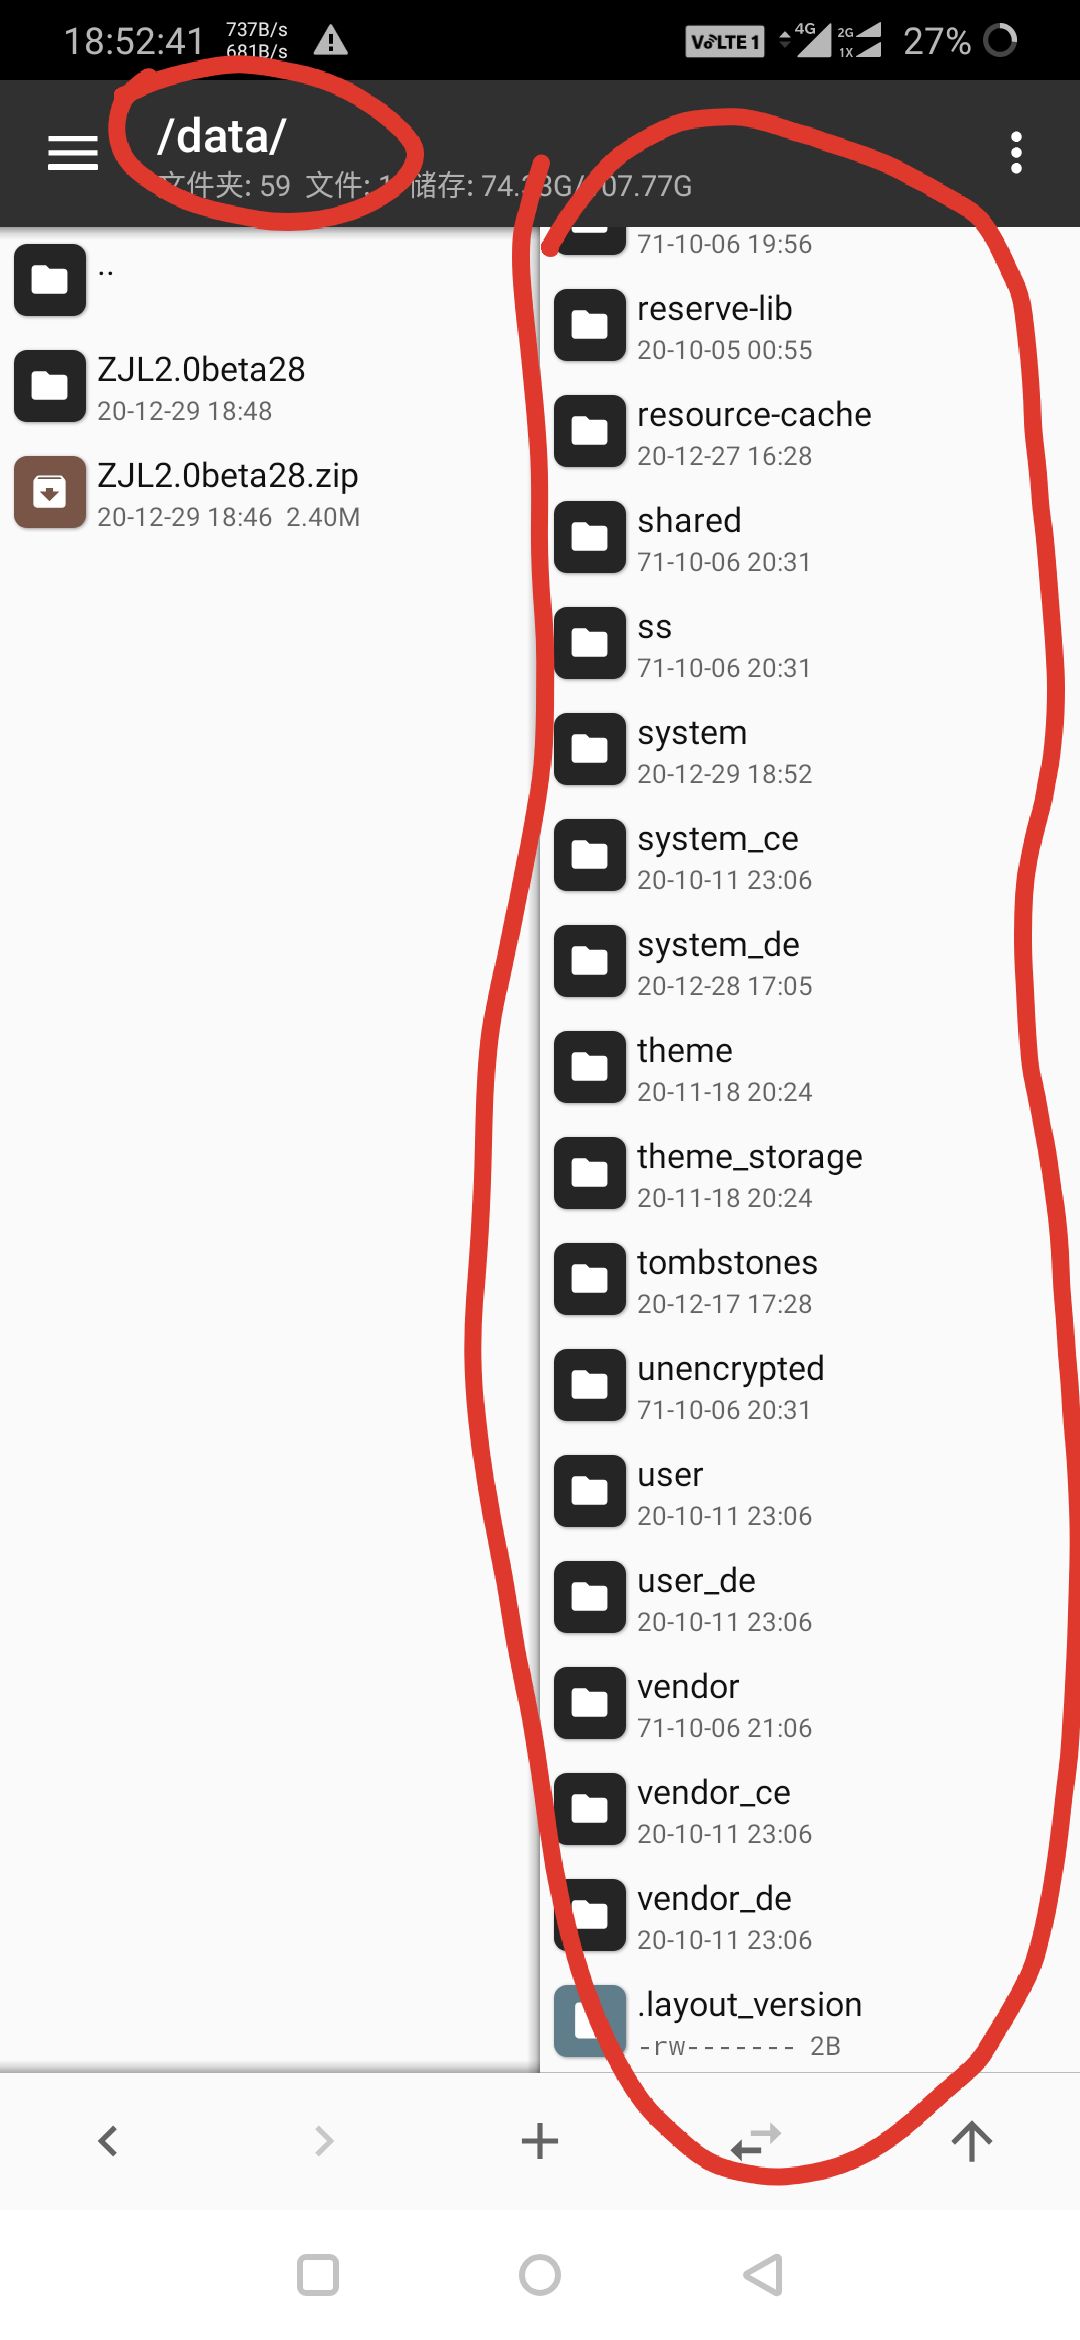 18:52:41 737B/s 681B/s VoLTE 1 4G 2G 1X 27%
/data/
文件夹: 59 文件: 1 储存: 74. 3G/ 07.77G
..
ZJL2.0beta28
20-12-29 18:48
ZJL2.0beta28.zip
20-12-29 18:46 2.40M
71-10-06 19:56
reserve-lib
20-10-05 00:55
resource-cache
20-12-27 16:28
shared
71-10-06 20:31
ss
71-10-06 20:31
system
20-12-29 18:52
system_ce
20-10-11 23:06
system_de
20-12-28 17:05
theme
20-11-18 20:24
theme_storage
20-11-18 20:24
tombstones
20-12-17 17:28
unencrypted
71-10-06 20:31
user
20-10-11 23:06
user_de
20-10-11 23:06
vendor
71-10-06 21:06
vendor_ce
20-10-11 23:06
vendor_de
20-10-11 23:06
.layout_version
-rw------- 2B